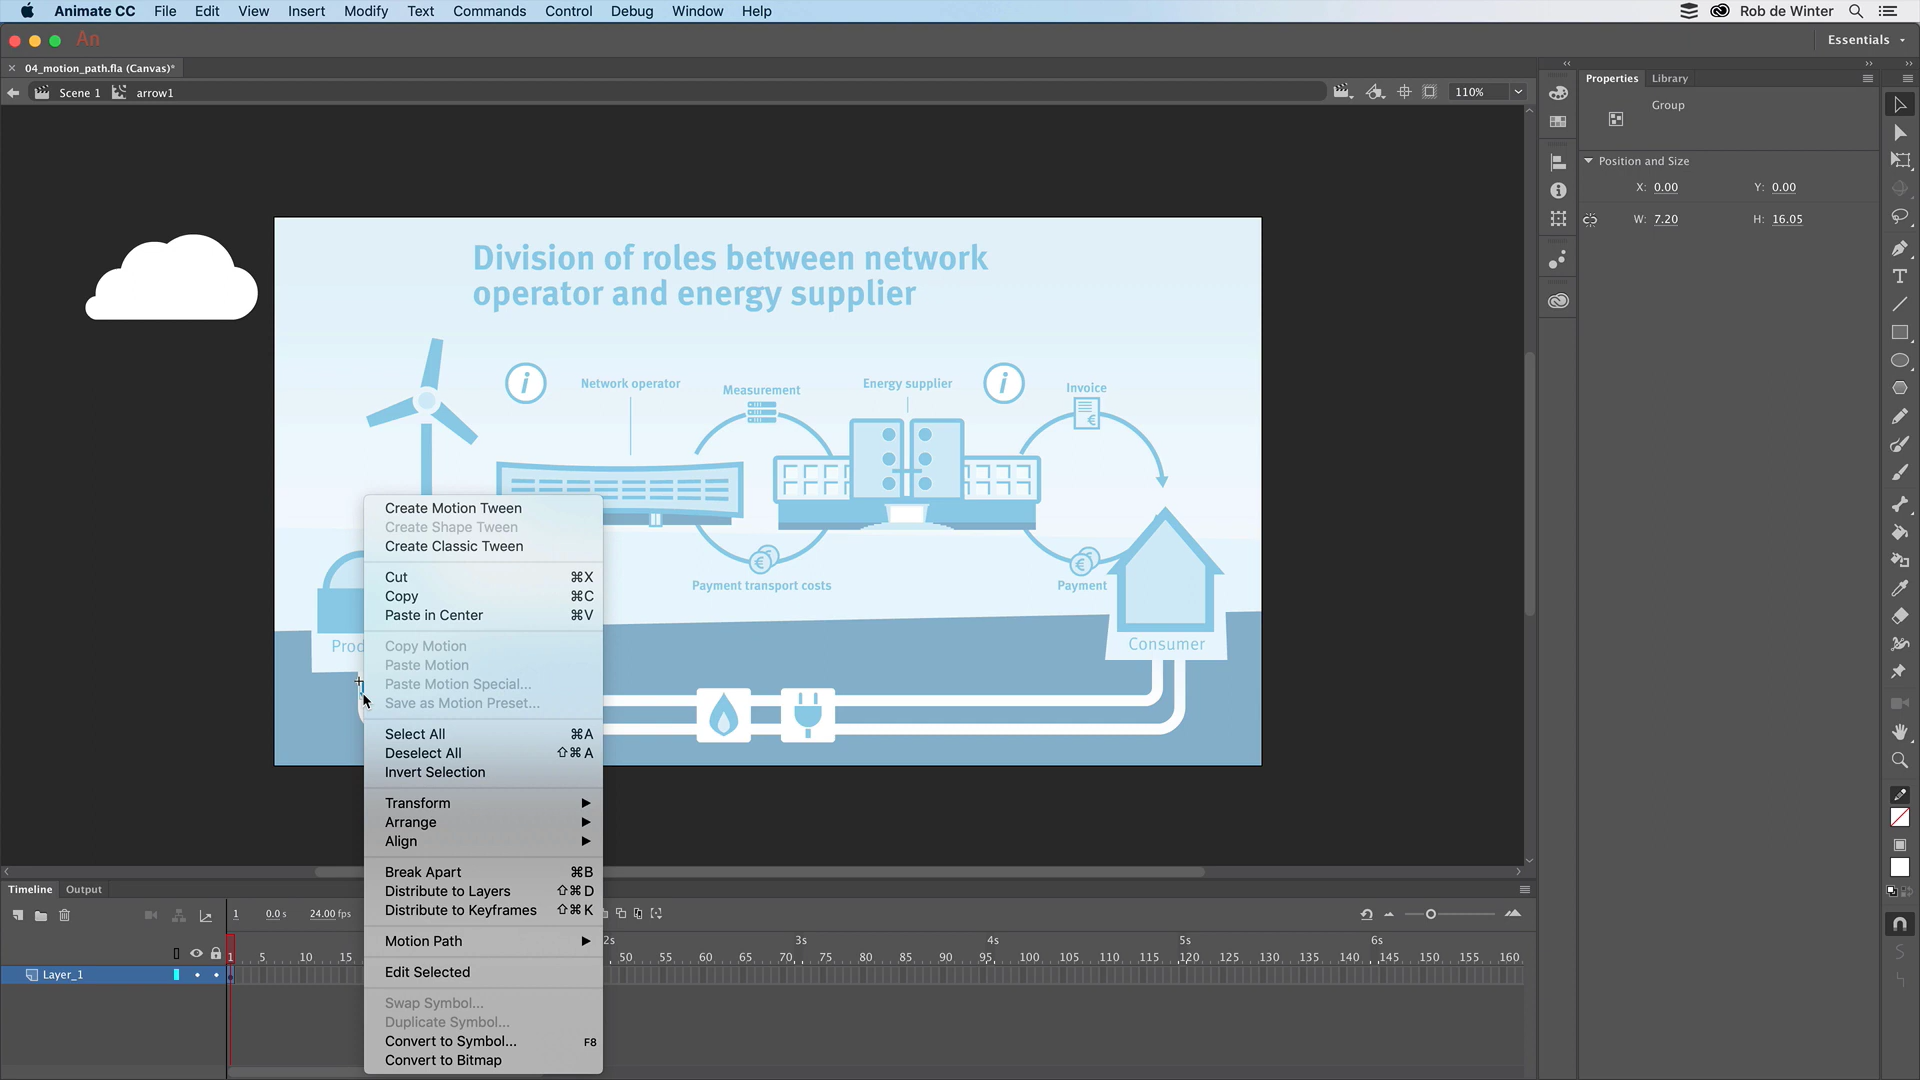 Animate CC File Edit View Insert Modify Text Commands Control Debug Window Help Rob de Winter
An Essentials
04_motion_path.fla (Canvas)*
Scene 1 arrow1 110%
Properties Library
Group
Position and Size
X: 0.00 Y: 0.00
W: 7.20 H: 16.05
Division of roles between network
operator and energy supplier
Network operator
Measurement
Energy supplier
Invoice
Payment transport costs
Payment
Prod
Consumer
Create Motion Tween
Create Shape Tween
Create Classic Tween
Cut ⌘X
Copy ⌘C
Paste in Center ⌘V
Copy Motion
Paste Motion
Paste Motion Special...
Save as Motion Preset...
Select All ⌘A
Deselect All ⇧⌘A
Invert Selection
Transform
Arrange
Align
Break Apart ⌘B
Distribute to Layers ⇧⌘D
Distribute to Keyframes ⇧⌘K
Motion Path
Edit Selected
Swap Symbol...
Duplicate Symbol...
Convert to Symbol... F8
Convert to Bitmap
Timeline Output
1 0.0 s 24.00 fps
2s 3s 4s 5s 6s
1 5 10 15 50 55 60 65 70 75 80 85 90 95 100 105 110 115 120 125 130 135 140 145 150 155 160
Layer_1